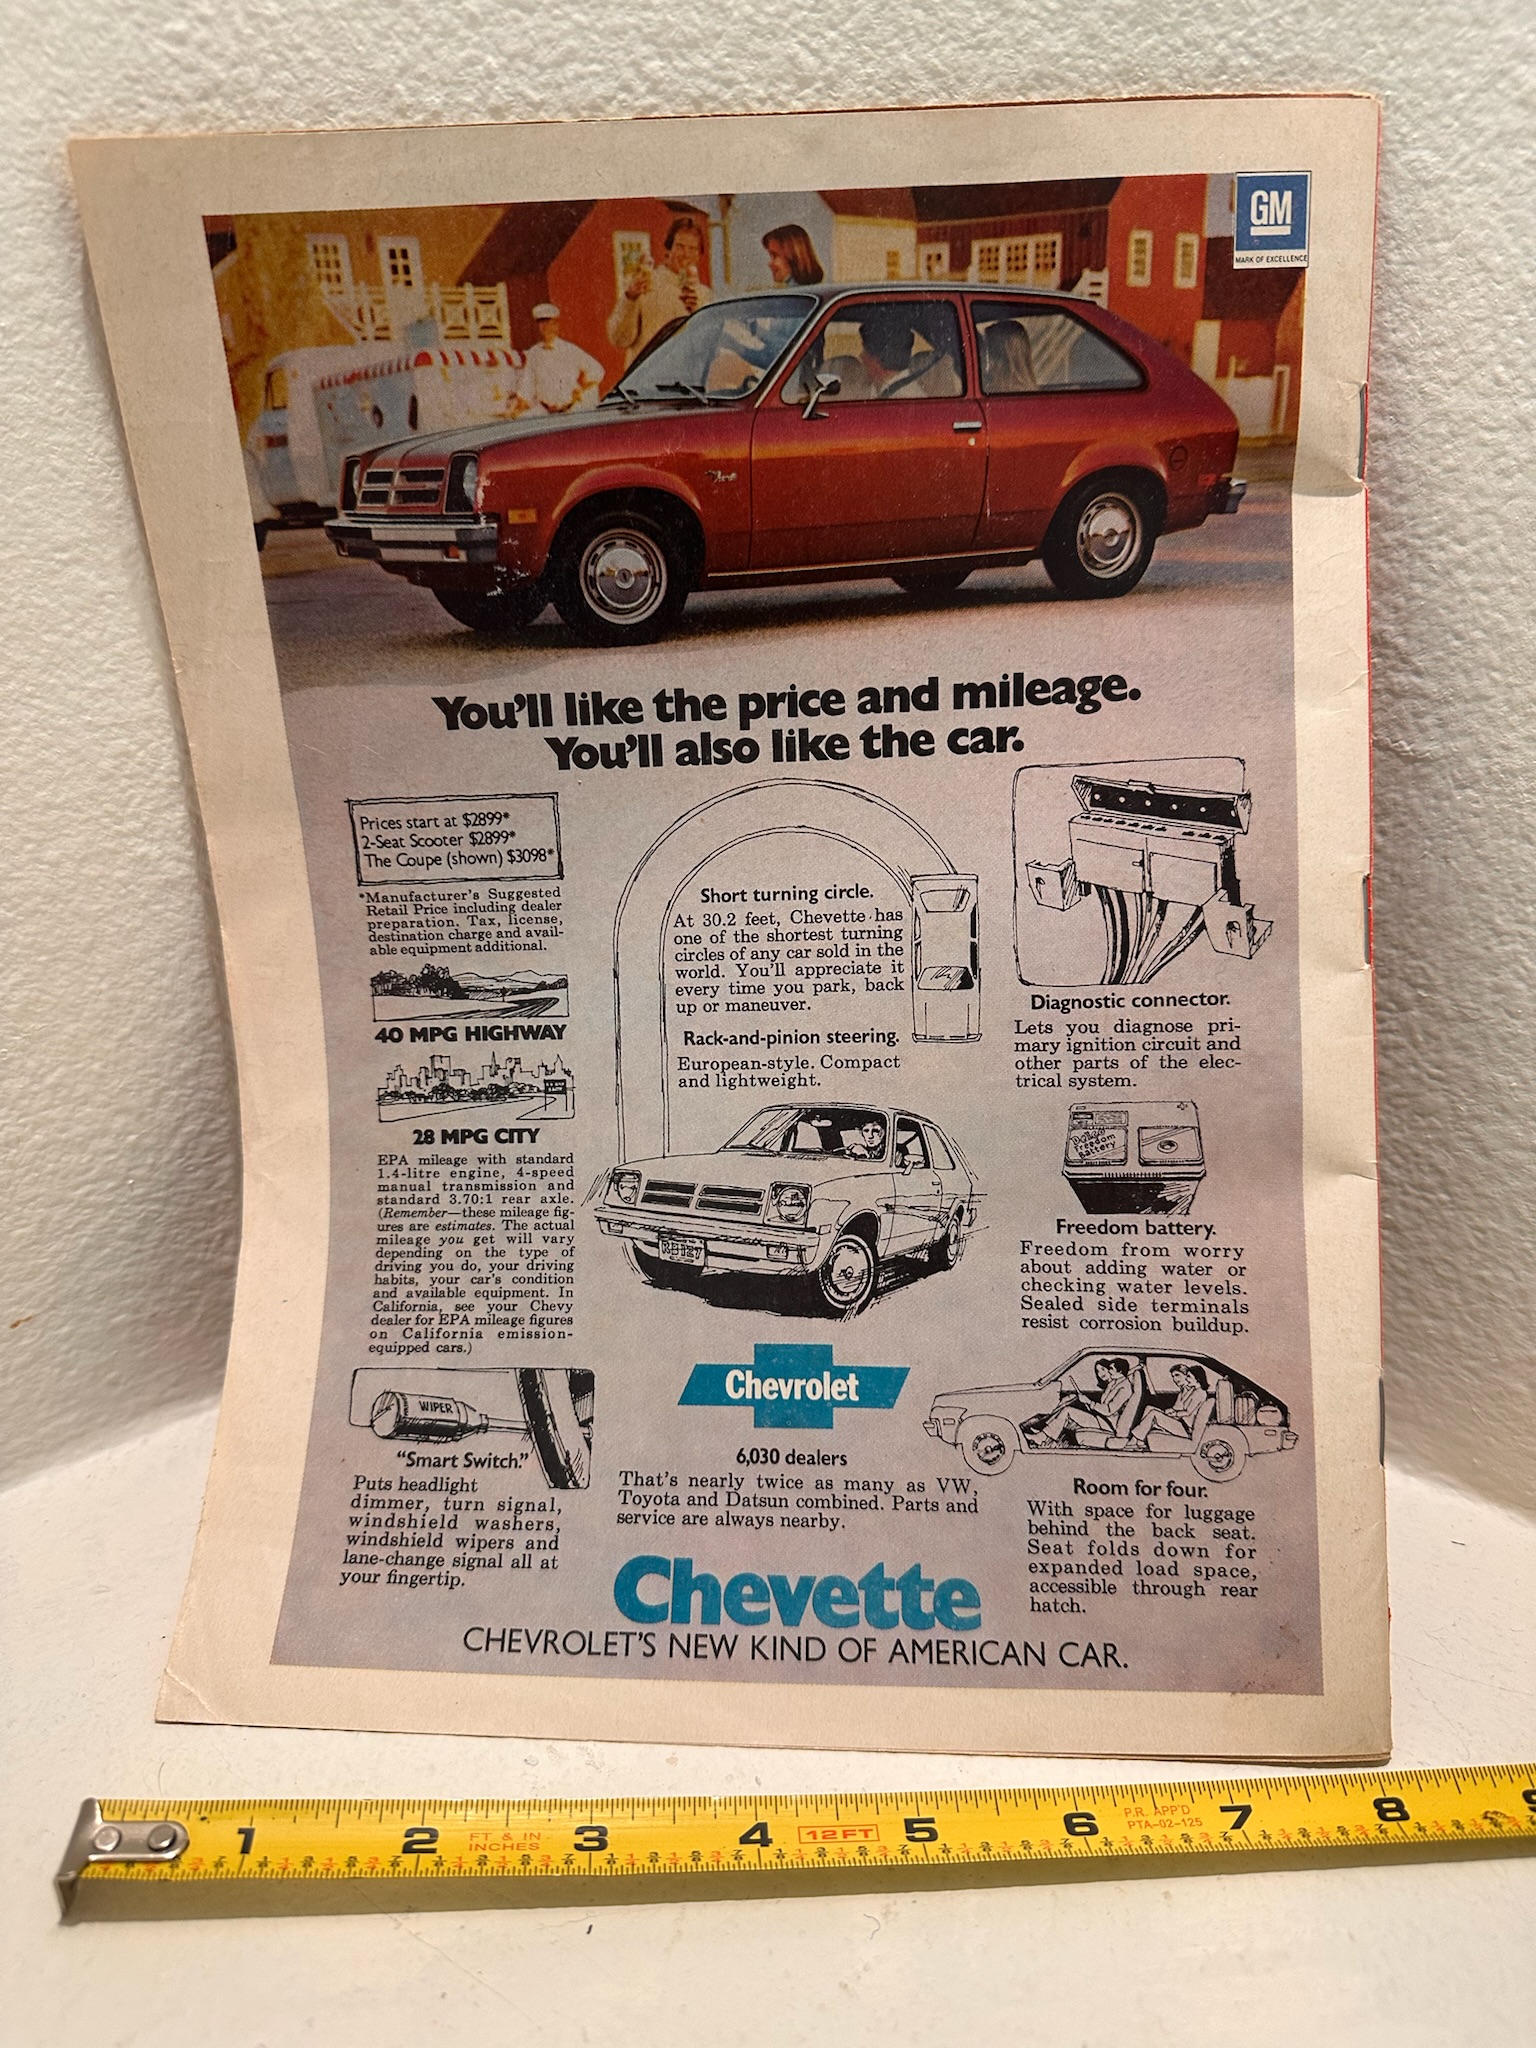 GM
MARK OF EXCELLENCE
You'll like the price and mileage.
You'll also like the car.
Prices start at $2899*
2-Seat Scooter $2899*
The Coupe (shown) $3098*
*Manufacturer's Suggested
Retail Price including dealer
preparation. Tax, license,
destination charge and avail-
able equipment additional.
40 MPG HIGHWAY
28 MPG CITY
EPA mileage with standard
1.4-litre engine, 4-speed
manual transmission and
standard 3.70:1 rear axle.
(Remember—these mileage fig-
ures are estimates. The actual
mileage you get will vary
depending on the type of
driving you do, your driving
habits, your car's condition
and available equipment. In
California, see your Chevy
dealer for EPA mileage figures
on California emission-
equipped cars.)
WIPER
"Smart Switch."
Puts headlight
dimmer, turn signal,
windshield washers,
windshield wipers and
lane-change signal all at
your fingertip.
Short turning circle.
At 30.2 feet, Chevette has
one of the shortest turning
circles of any car sold in the
world. You'll appreciate it
every time you park, back
up or maneuver.
Rack-and-pinion steering.
European-style. Compact
and lightweight.
Chevrolet
6,030 dealers
That's nearly twice as many as VW,
Toyota and Datsun combined. Parts and
service are always nearby.
Diagnostic connector.
Lets you diagnose pri-
mary ignition circuit and
other parts of the elec-
trical system.
Delco
Freedom
Battery
Freedom battery.
Freedom from worry
about adding water or
checking water levels.
Sealed side terminals
resist corrosion buildup.
Room for four.
With space for luggage
behind the back seat.
Seat folds down for
expanded load space,
accessible through rear
hatch.
Chevette
CHEVROLET'S NEW KIND OF AMERICAN CAR.
1 2 FT & IN INCHES 3 4 12FT 5 6 P.R. APP'D PTA-02-125 7 8 9